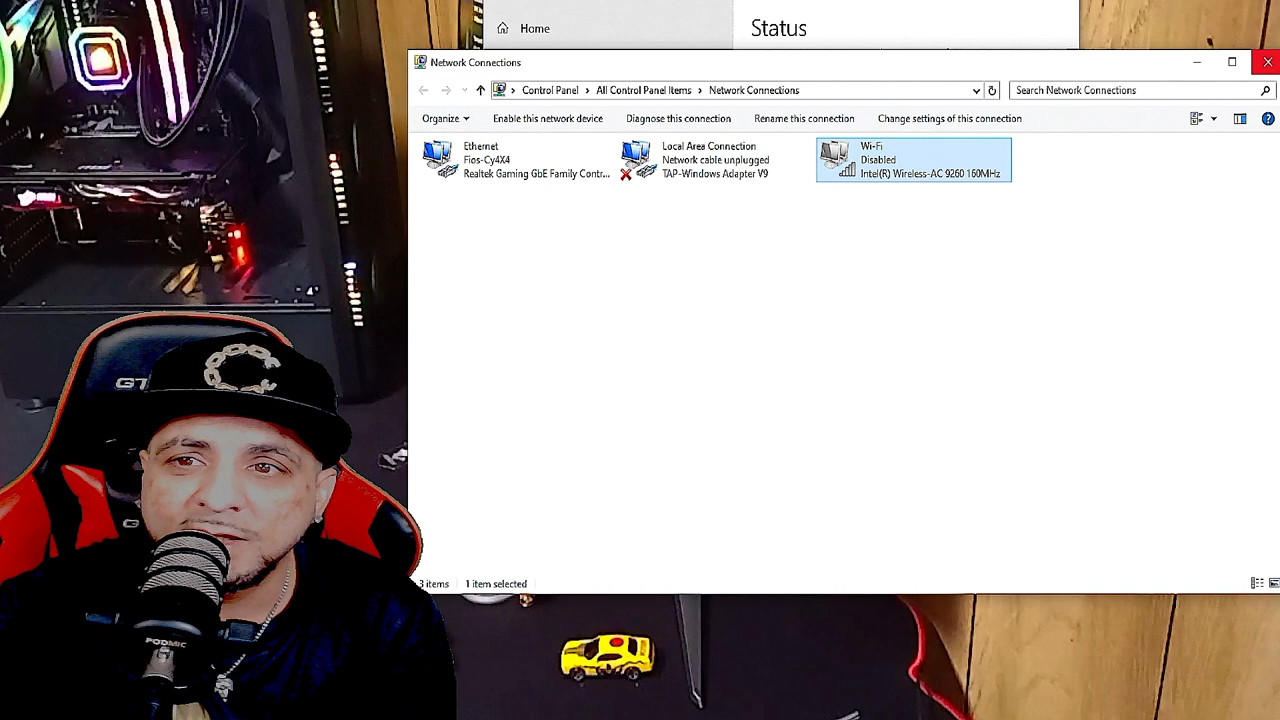 Home
Status
Network Connections
Control Panel > All Control Panel Items > Network Connections
Search Network Connections
Organize
Enable this network device
Diagnose this connection
Rename this connection
Change settings of this connection
Ethernet
Fios-Cy4X4
Realtek Gaming GbE Family Contr...
Local Area Connection
Network cable unplugged
TAP-Windows Adapter V9
Wi-Fi
Disabled
Intel(R) Wireless-AC 9260 160MHz
3 items
1 item selected
GT
PODMIC